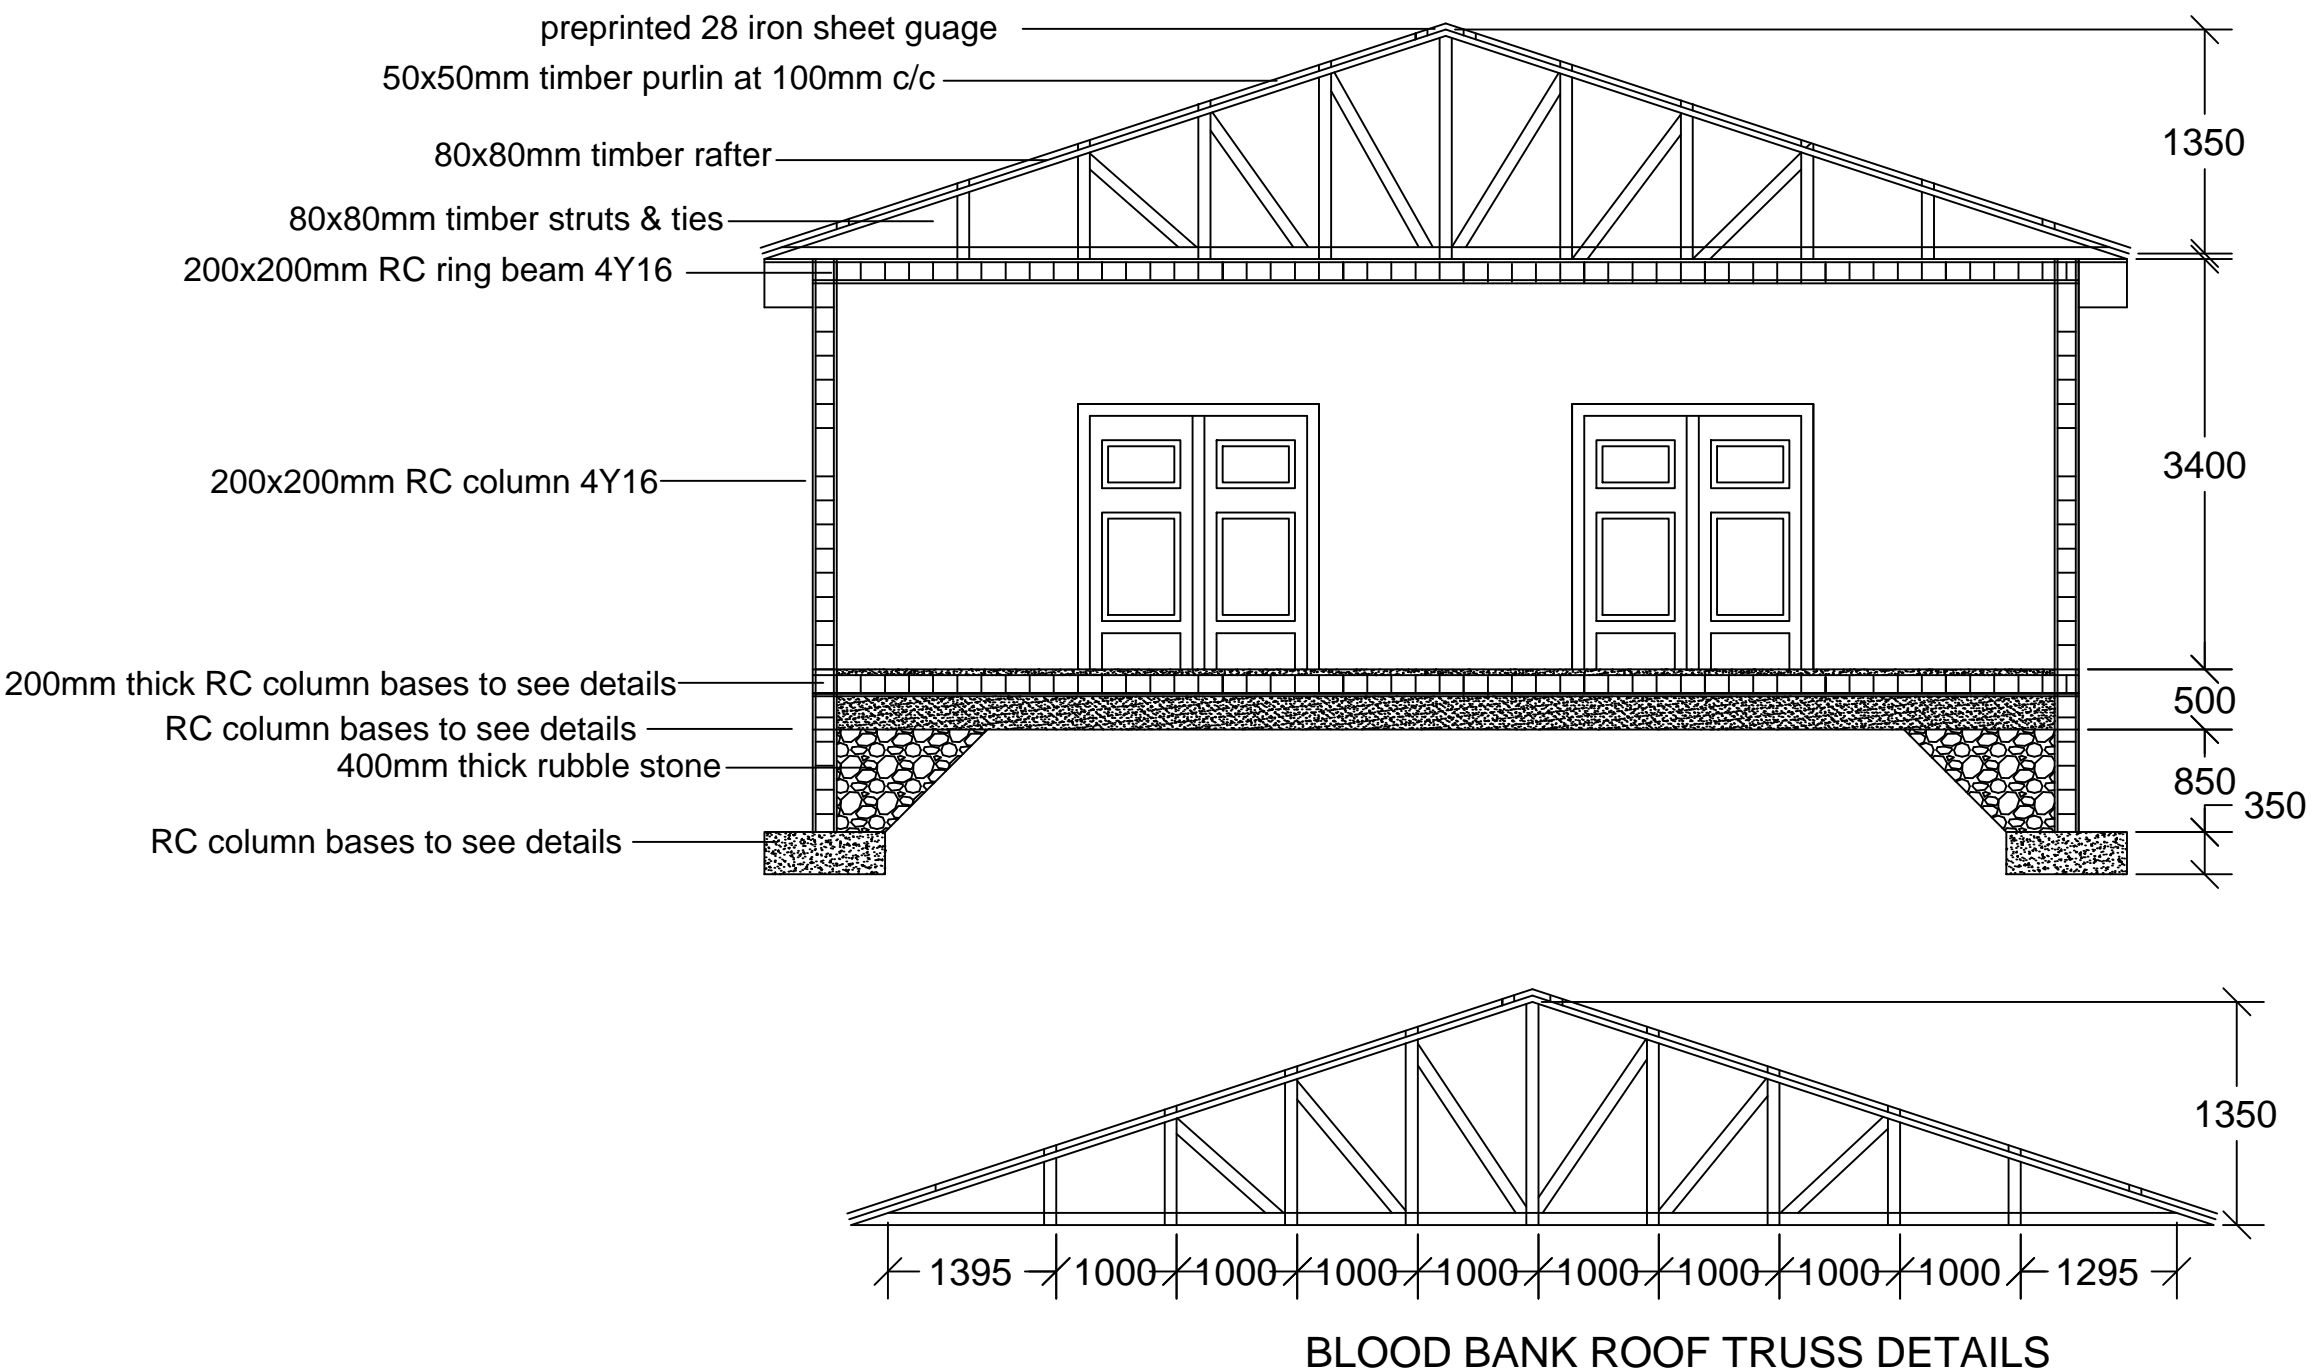 preprinted 28 iron sheet guage
50x50mm timber purlin at 100mm c/c
80x80mm timber rafter
80x80mm timber struts & ties
200x200mm RC ring beam 4Y16
200x200mm RC column 4Y16
200mm thick RC column bases to see details
RC column bases to see details
400mm thick rubble stone
RC column bases to see details
1350
3400
500
850
350
1350
1395 1000 1000 1000 1000 1000 1000 1000 1000 1295
BLOOD BANK ROOF TRUSS DETAILS